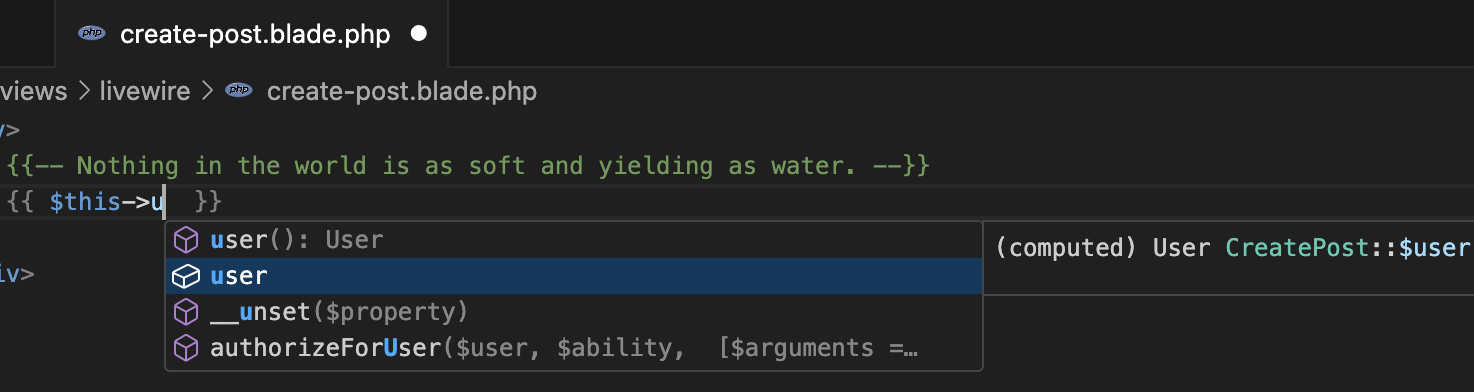 php create-post.blade.php
views > livewire > php create-post.blade.php
v>
{{-- Nothing in the world is as soft and yielding as water. --}}
{{ $this->u }}
user(): User
user
(computed) User CreatePost::$user
iv>
__unset($property)
authorizeForUser($user, $ability, [$arguments =…